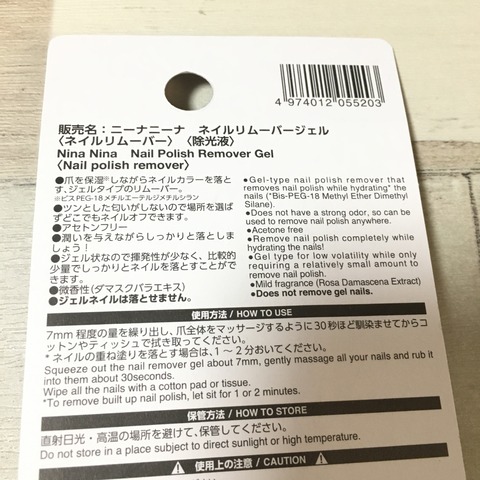 4 974012 055203
販売名：ニーナニーナ　ネイルリムーバージェル
〈ネイルリムーバー〉〈除光液〉
Nina Nina　Nail Polish Remover Gel
〈Nail polish remover〉
●爪を保湿※しながらネイルカラーを落と
す、ジェルタイプのリムーバー。
※ビスPEG-18メチルエーテルジメチルシラン
●ツンとした匂いがしないので場所を選
ばずどこでもネイルオフできます。
●アセトンフリー
●潤いを与えながらしっかりと落としま
しょう！
●ジェル状なので揮発性が少なく、比較的
少量でしっかりとネイルを落とすことがで
きます。
●微香性(ダマスクバラエキス)
●ジェルネイルは落とせません。
●Gel-type nail polish remover that
removes nail polish while hydrating* the
nails (*Bis-PEG-18 Methyl Ether Dimethyl
Silane).
●Does not have a strong odor, so can be
used to remove nail polish anywhere.
●Acetone free
●Remove nail polish completely while
hydrating the nails!
●Gel type for low volatility while only
requiring a relatively small amount to
remove nail polish.
●Mild fragrance (Rosa Damascena Extract)
●Does not remove gel nails.
使用方法 / HOW TO USE
7mm 程度の量を繰り出し、爪全体をマッサージするように30秒ほど馴染ませてからコ
ットンやティッシュで拭き取ってください。
*ネイルの重ね塗りを落とす場合は、1～2分おいてください。
Squeeze out the nail remover gel about 7mm, gently massage all your nails and rub it
into them about 30seconds.
Wipe all the nails with a cotton pad or tissue.
*To remove built up nail polish, let sit for 1 or 2 minutes.
保管方法 / HOW TO STORE
直射日光・高温の場所を避けて、保管してください。
Do not store in a place subject to direct sunlight or high temperature.
使用上の注意 / CAUTION